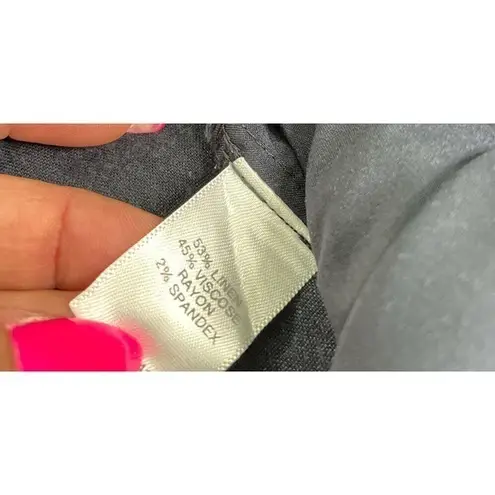 53% LINEN
45% VISCOSE
RAYON
2% SPANDEX